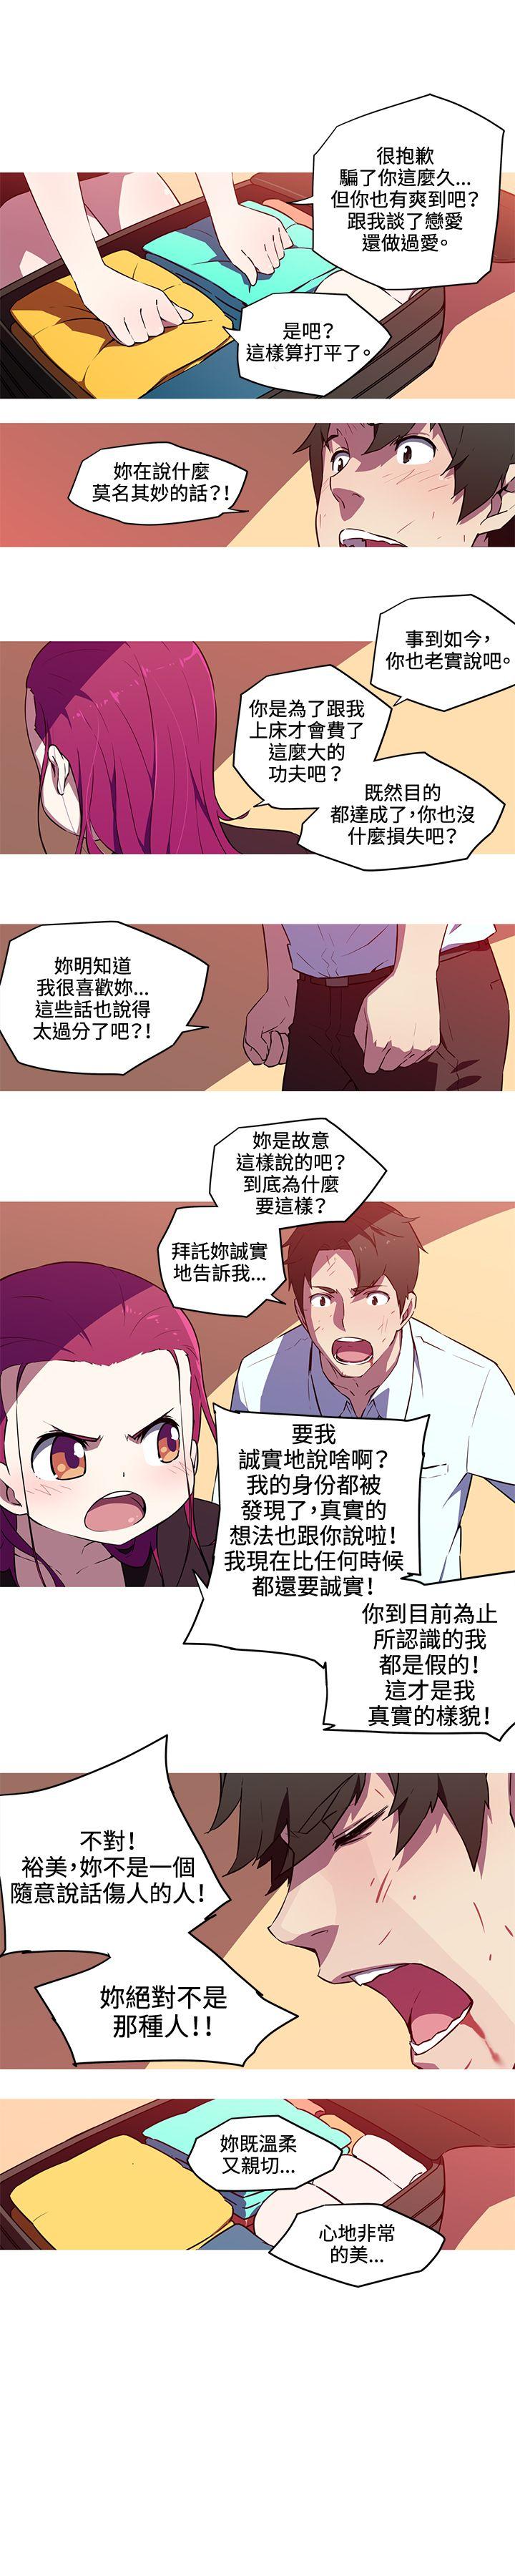 很抱歉
騙了你這麼久...
但你也有爽到吧?
跟我談了戀愛
還做過愛。
是吧?
這樣算打平了。
妳在說什麼
莫名其妙的話?!
事到如今,
你也老實說吧。
你是為了跟我
上床才會費了
這麼大的
功夫吧?
既然目的
都達成了,你也沒
什麼損失吧?
妳明知道
我很喜歡妳...
這些話也說得
太過分了吧?!
妳是故意
這樣說的吧?
到底為什麼
要這樣?
拜託妳誠實
地告訴我...
要我
誠實地說啥啊?
我的身份都被
發現了,真實的
想法也跟你說啦!
我現在比任何時候
都還要誠實!
你到目前為止
所認識的我
都是假的!
這才是我
真實的樣貌!
不對!
裕美,妳不是一個
隨意說話傷人的人!
妳絕對不是
那種人!!
妳既溫柔
又親切...
心地非常
的美...